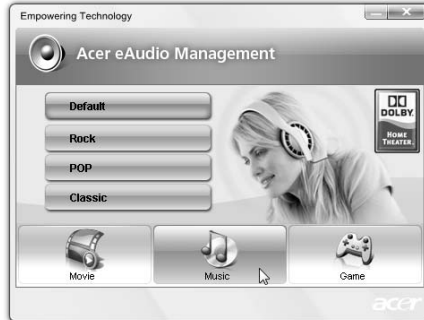 Empowering Technology
Acer eAudio Management
Default
Rock
POP
Classic
DOLBY.
HOME
THEATER.
Movie
Music
Game
acer